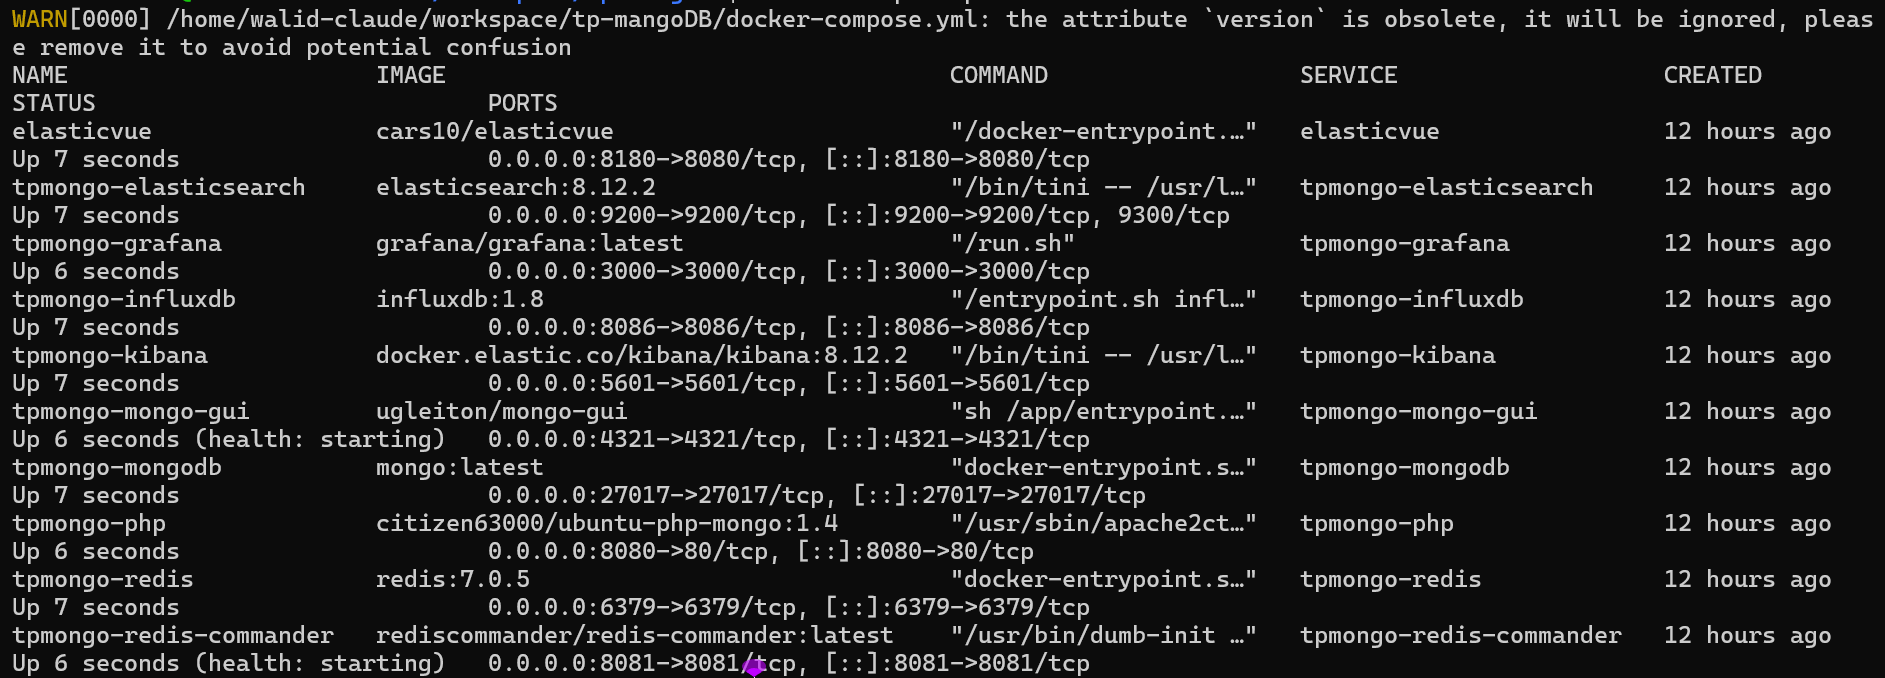 WARN[0000] /home/walid-claude/workspace/tp-mangoDB/docker-compose.yml: the attribute `version` is obsolete, it will be ignored, pleas
e remove it to avoid potential confusion
NAME IMAGE COMMAND SERVICE CREATED
STATUS PORTS
elasticvue cars10/elasticvue "/docker-entrypoint.…" elasticvue 12 hours ago
Up 7 seconds 0.0.0.0:8180->8080/tcp, [::]:8180->8080/tcp
tpmongo-elasticsearch elasticsearch:8.12.2 "/bin/tini -- /usr/l…" tpmongo-elasticsearch 12 hours ago
Up 7 seconds 0.0.0.0:9200->9200/tcp, [::]:9200->9200/tcp, 9300/tcp
tpmongo-grafana grafana/grafana:latest "/run.sh" tpmongo-grafana 12 hours ago
Up 6 seconds 0.0.0.0:3000->3000/tcp, [::]:3000->3000/tcp
tpmongo-influxdb influxdb:1.8 "/entrypoint.sh infl…" tpmongo-influxdb 12 hours ago
Up 7 seconds 0.0.0.0:8086->8086/tcp, [::]:8086->8086/tcp
tpmongo-kibana docker.elastic.co/kibana/kibana:8.12.2 "/bin/tini -- /usr/l…" tpmongo-kibana 12 hours ago
Up 7 seconds 0.0.0.0:5601->5601/tcp, [::]:5601->5601/tcp
tpmongo-mongo-gui ugleiton/mongo-gui "sh /app/entrypoint.…" tpmongo-mongo-gui 12 hours ago
Up 6 seconds (health: starting) 0.0.0.0:4321->4321/tcp, [::]:4321->4321/tcp
tpmongo-mongodb mongo:latest "docker-entrypoint.s…" tpmongo-mongodb 12 hours ago
Up 7 seconds 0.0.0.0:27017->27017/tcp, [::]:27017->27017/tcp
tpmongo-php citizen63000/ubuntu-php-mongo:1.4 "/usr/sbin/apache2ct…" tpmongo-php 12 hours ago
Up 6 seconds 0.0.0.0:8080->80/tcp, [::]:8080->80/tcp
tpmongo-redis redis:7.0.5 "docker-entrypoint.s…" tpmongo-redis 12 hours ago
Up 7 seconds 0.0.0.0:6379->6379/tcp, [::]:6379->6379/tcp
tpmongo-redis-commander rediscommander/redis-commander:latest "/usr/bin/dumb-init …" tpmongo-redis-commander 12 hours ago
Up 6 seconds (health: starting) 0.0.0.0:8081->8081/tcp, [::]:8081->8081/tcp